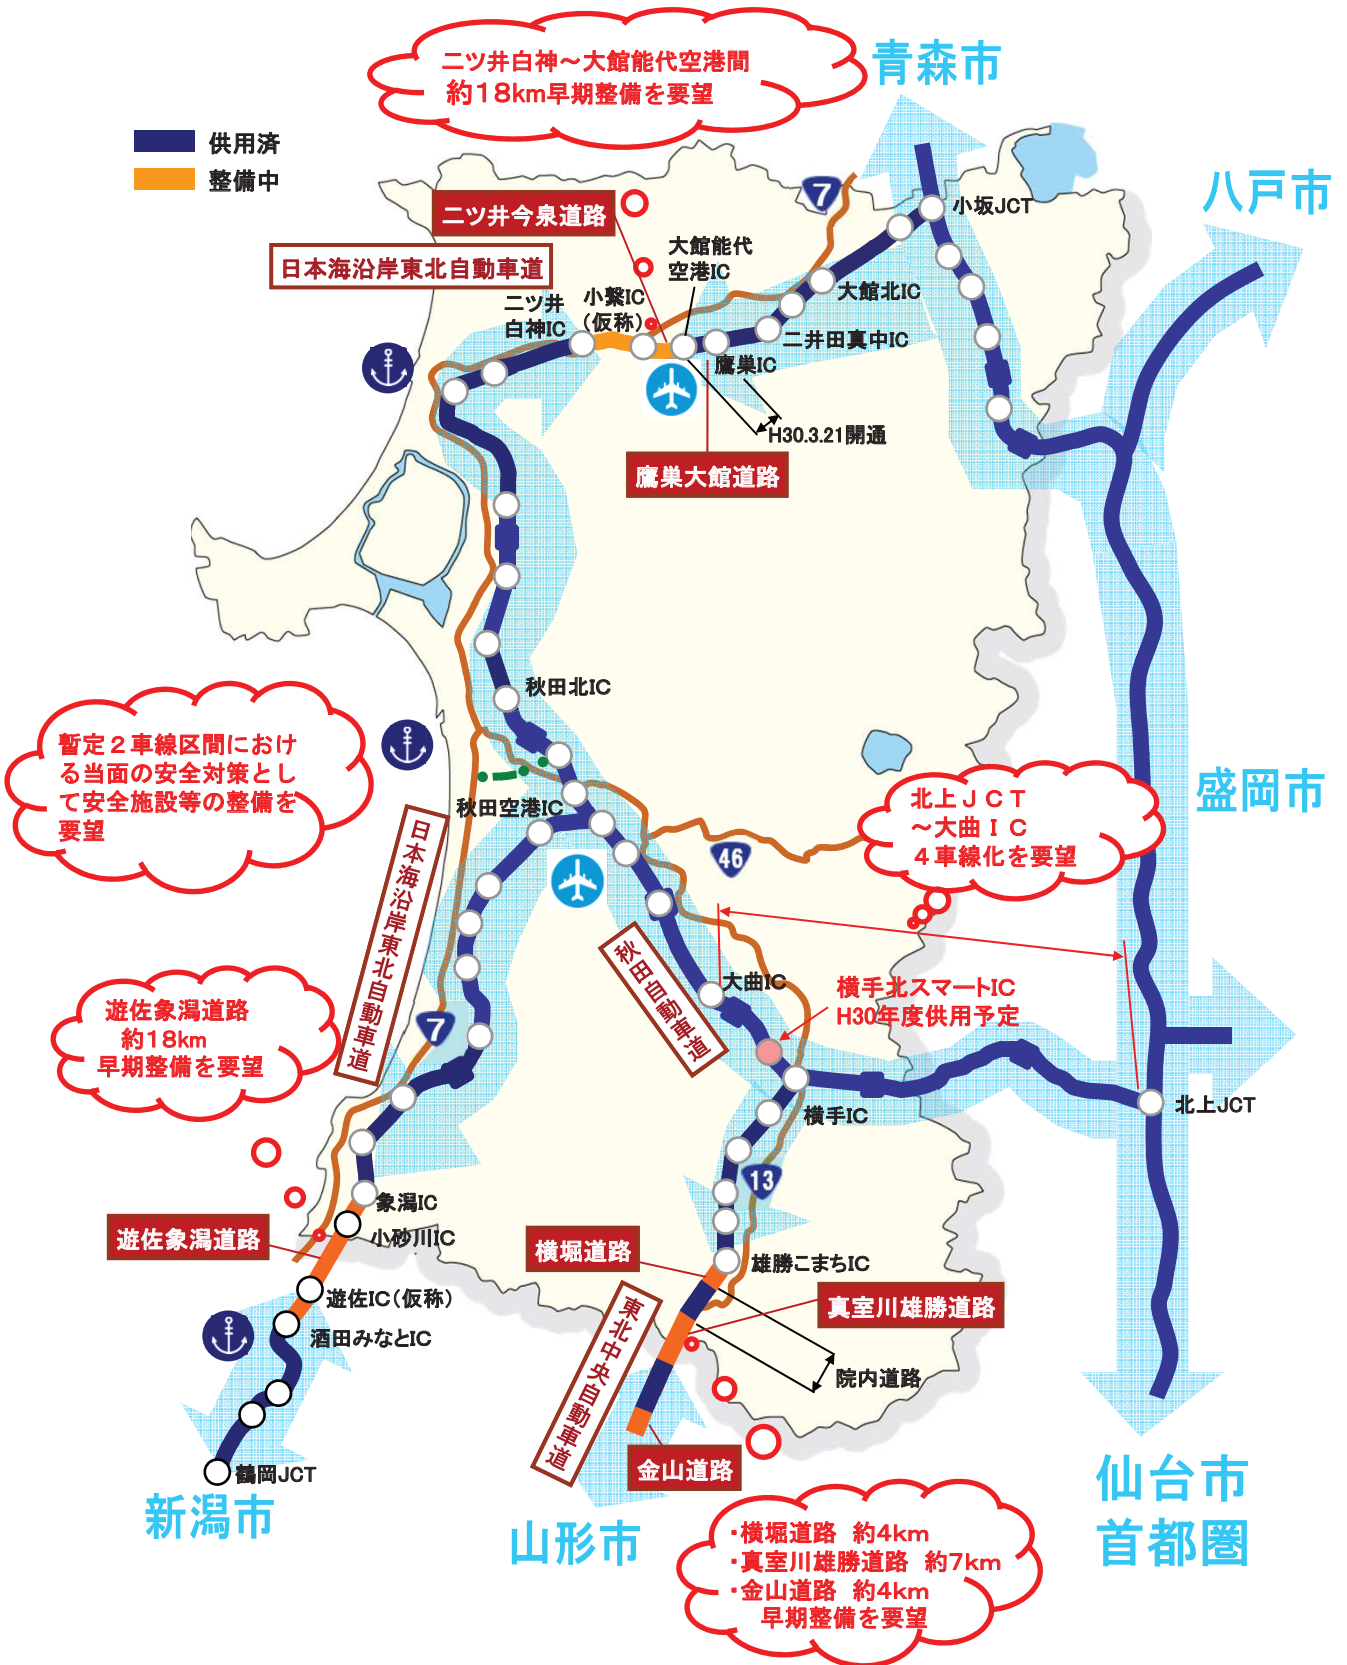 二ツ井白神～大館能代空港間
約18km早期整備を要望
青森市
供用済
整備中
八戸市
7
二ツ井今泉道路
小坂JCT
日本海沿岸東北自動車道
大館能代
空港IC
小繋IC
(仮称)
二ツ井
白神IC
大館北IC
二井田真中IC
鷹巣IC
H30.3.21開通
鷹巣大館道路
秋田北IC
暫定２車線区間におけ
る当面の安全対策とし
て安全施設等の整備を
要望
秋田空港IC
盛岡市
北上ＪＣＴ
～大曲ＩＣ
４車線化を要望
46
日本海沿岸東北自動車道
秋田自動車道
大曲IC
横手北スマートIC
H30年度供用予定
遊佐象潟道路
約18km
早期整備を要望
7
北上JCT
横手IC
13
象潟IC
小砂川IC
遊佐象潟道路
横堀道路
雄勝こまちIC
遊佐IC(仮称)
真室川雄勝道路
酒田みなとIC
東北中央自動車道
院内道路
金山道路
鶴岡JCT
新潟市
山形市
仙台市
首都圏
・横堀道路　約4km
・真室川雄勝道路　約7km
・金山道路　約4km
早期整備を要望